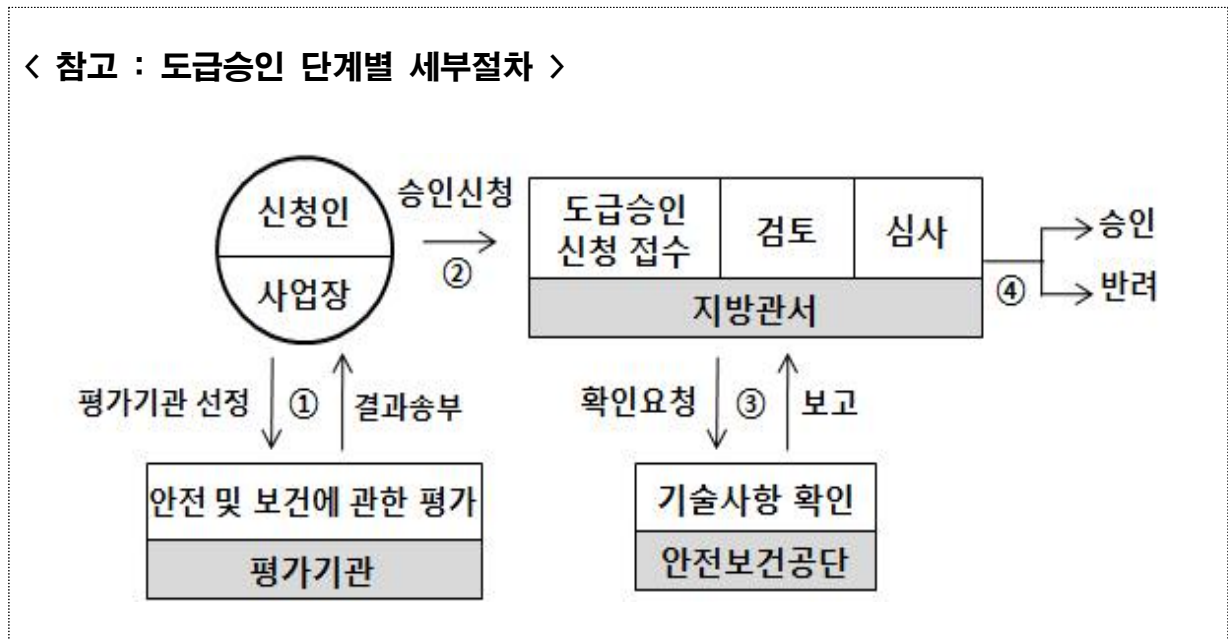 < 참고 : 도급승인 단계별 세부절차 >
신청인
사업장
승인신청
②
도급승인
신청 접수
검토
심사
지방관서
④
승인
반려
평가기관 선정
①
결과송부
확인요청
③
보고
안전 및 보건에 관한 평가
평가기관
기술사항 확인
안전보건공단